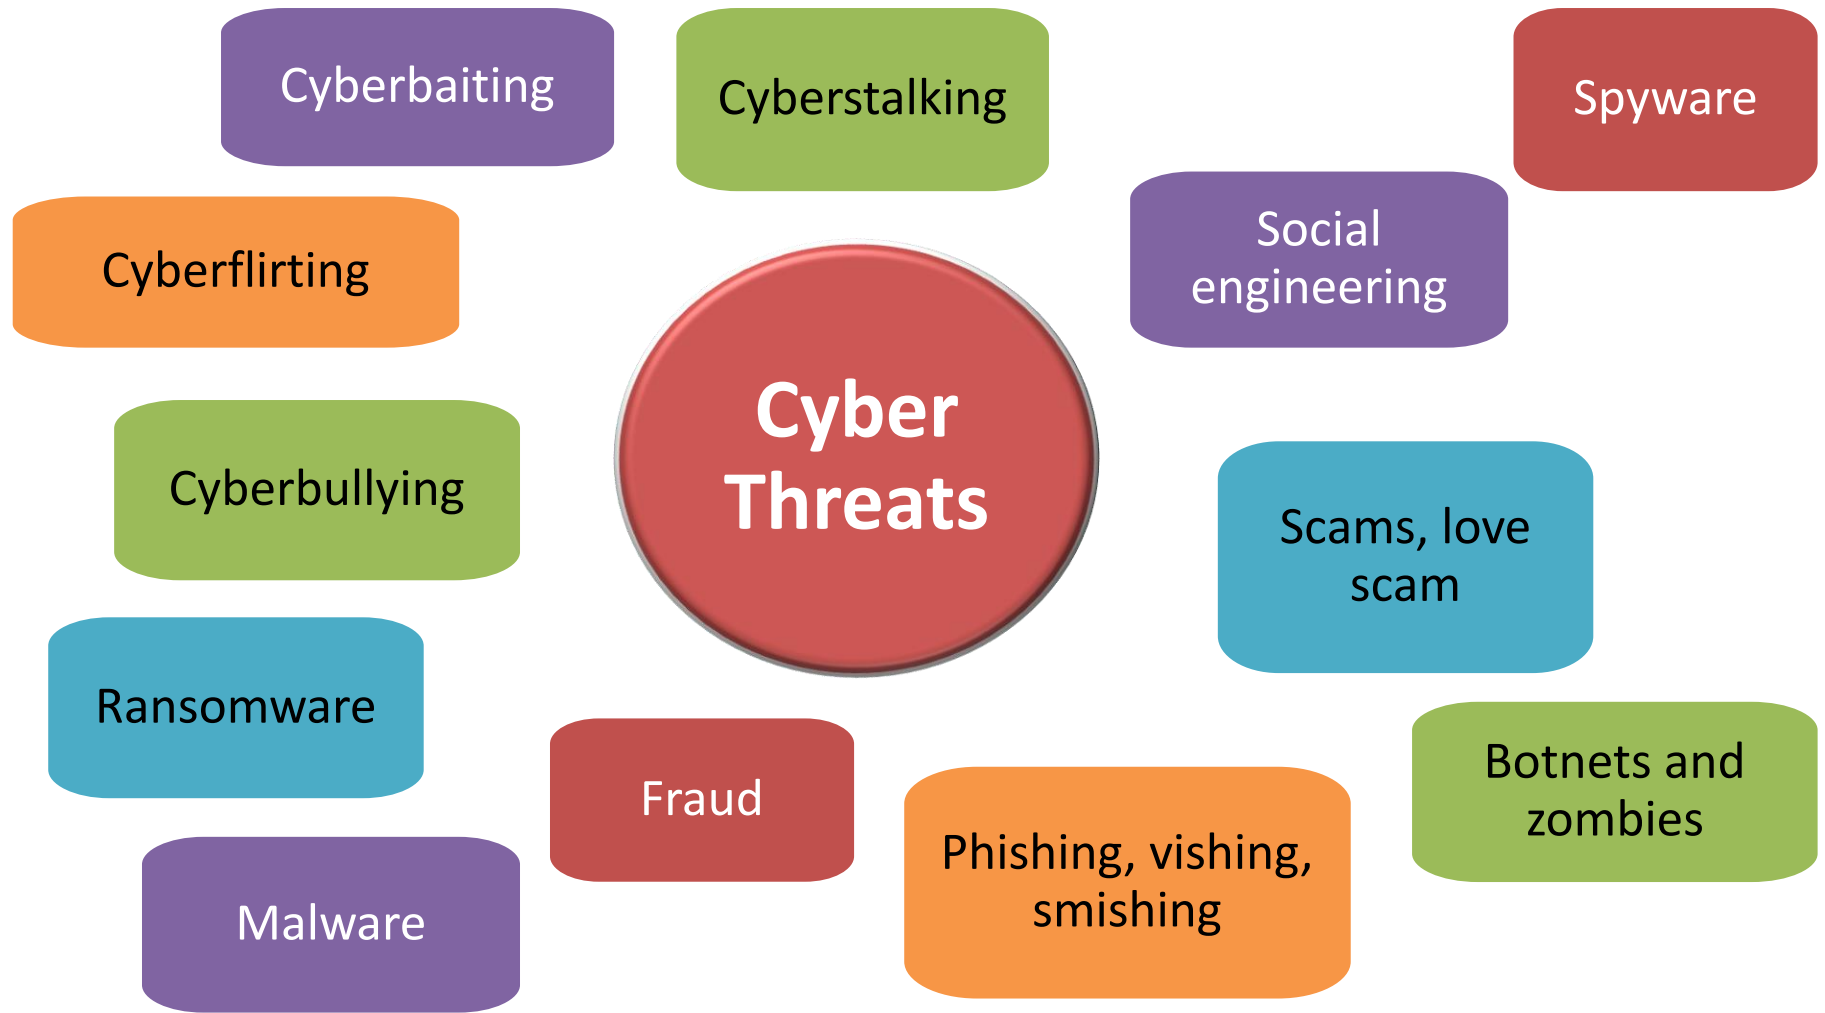 Cyberbaiting
Cyberstalking
Spyware
Social
engineering
Cyberflirting
Cyber
Threats
Cyberbullying
Scams, love
scam
Ransomware
Fraud
Botnets and
zombies
Phishing, vishing,
smishing
Malware